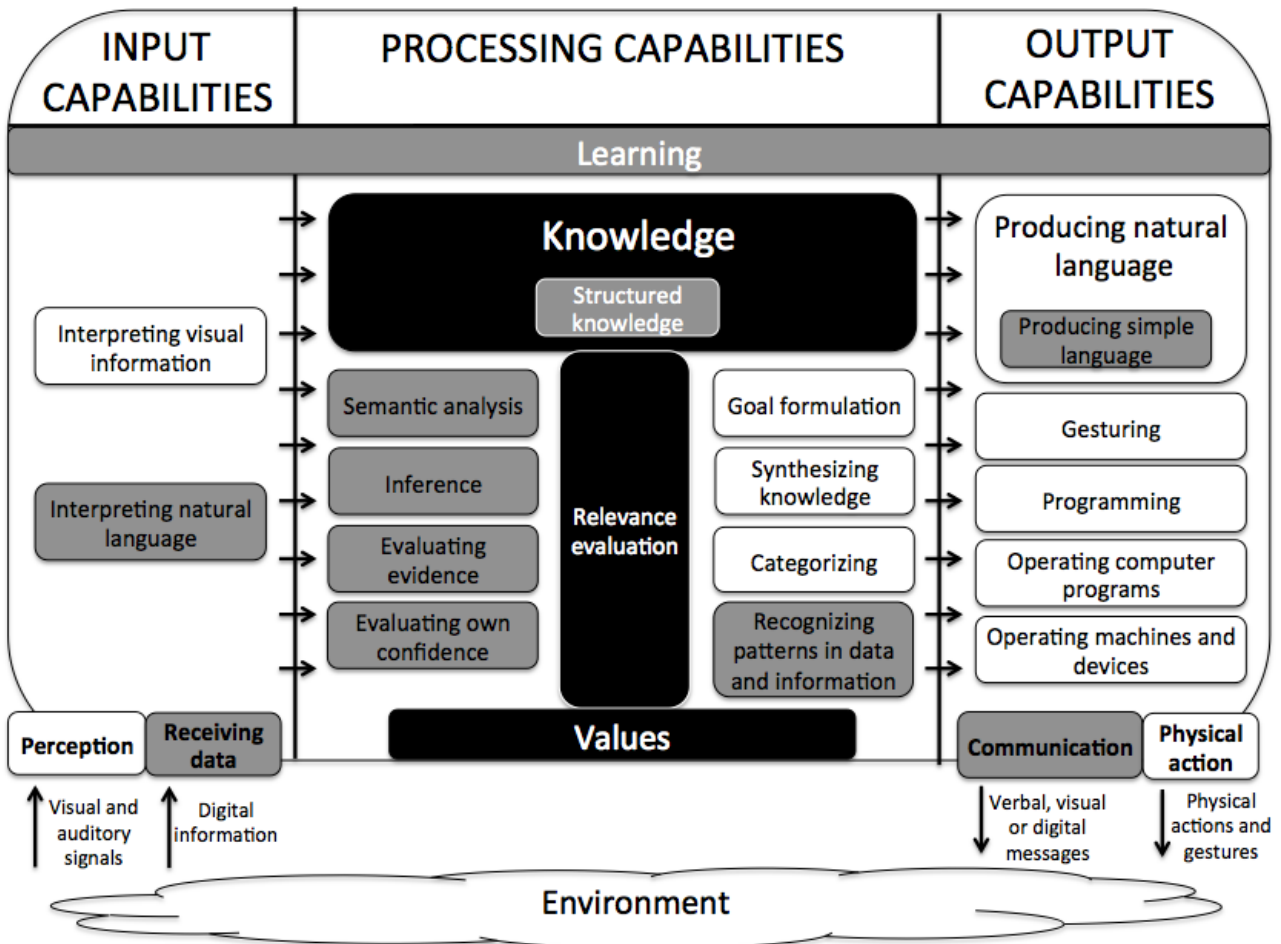 INPUT
CAPABILITIES
PROCESSING CAPABILITIES
OUTPUT
CAPABILITIES
Learning
Interpreting visual
information
Interpreting natural
language
Knowledge
Structured
knowledge
Semantic analysis
Inference
Evaluating
evidence
Evaluating own
confidence
Relevance
evaluation
Goal formulation
Synthesizing
knowledge
Categorizing
Recognizing
patterns in data
and information
Values
Producing natural
language
Producing simple
language
Gesturing
Programming
Operating computer
programs
Operating machines and
devices
Perception
Receiving
data
Communication
Physical
action
Visual and
auditory
signals
Digital
information
Verbal, visual
or digital
messages
Physical
actions and
gestures
Environment